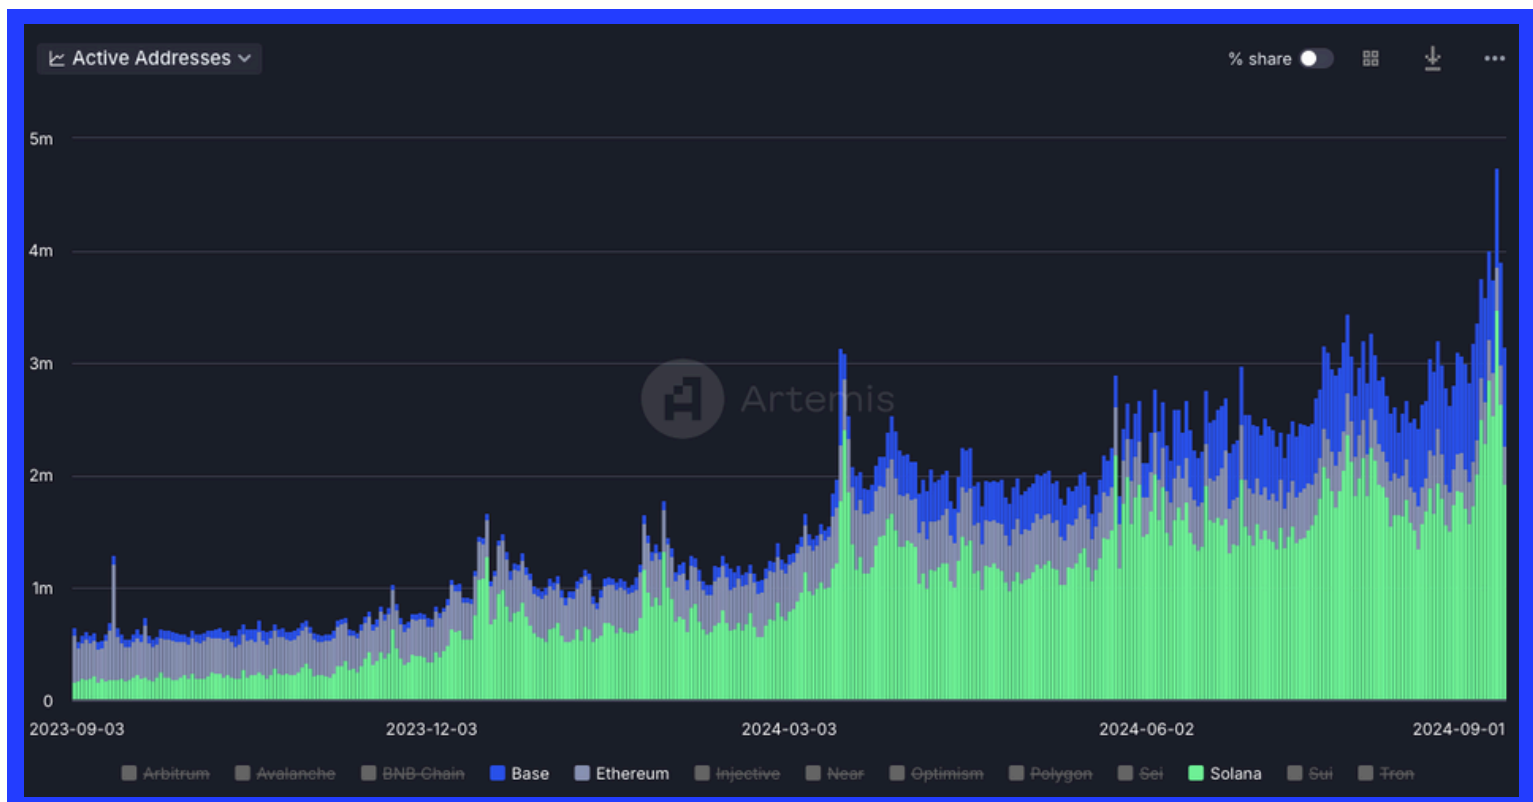 Active Addresses
% share
5m
4m
3m
2m
1m
0
Artemis
2023-09-03 2023-12-03 2024-03-03 2024-06-02 2024-09-01
Arbitrum Avalanche BNB Chain Base Ethereum Injective Near Optimism Polygon Sei Solana Sui Tron